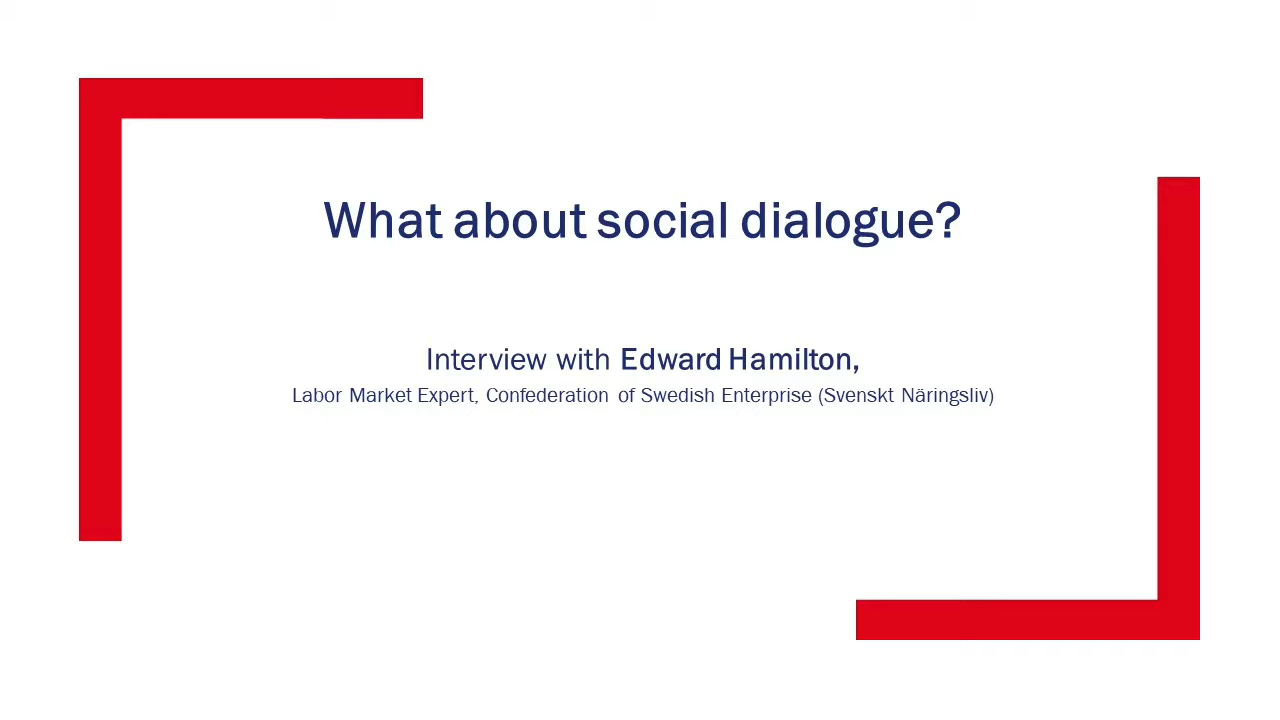 What about social dialogue?
Interview with Edward Hamilton,
Labor Market Expert, Confederation of Swedish Enterprise (Svenskt Näringsliv)